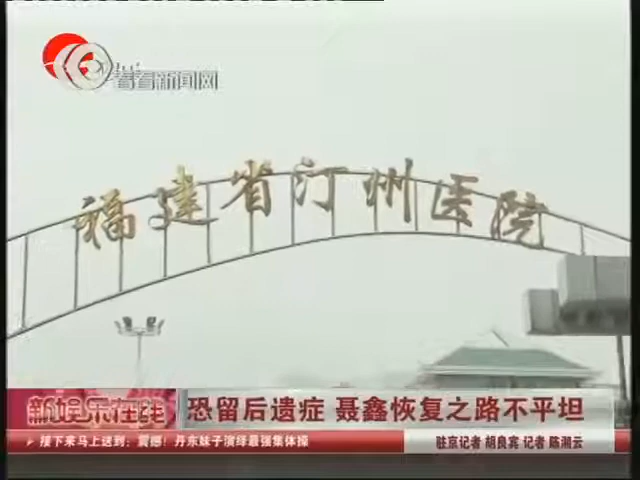 看看新闻网
福建省汀州医院
新娱乐在线
恐留后遗症 聂鑫恢复之路不平坦
接下来马上送到：震感！丹东妹子演绎最强集体操
驻京记者 胡良宾 记者 陈湘云